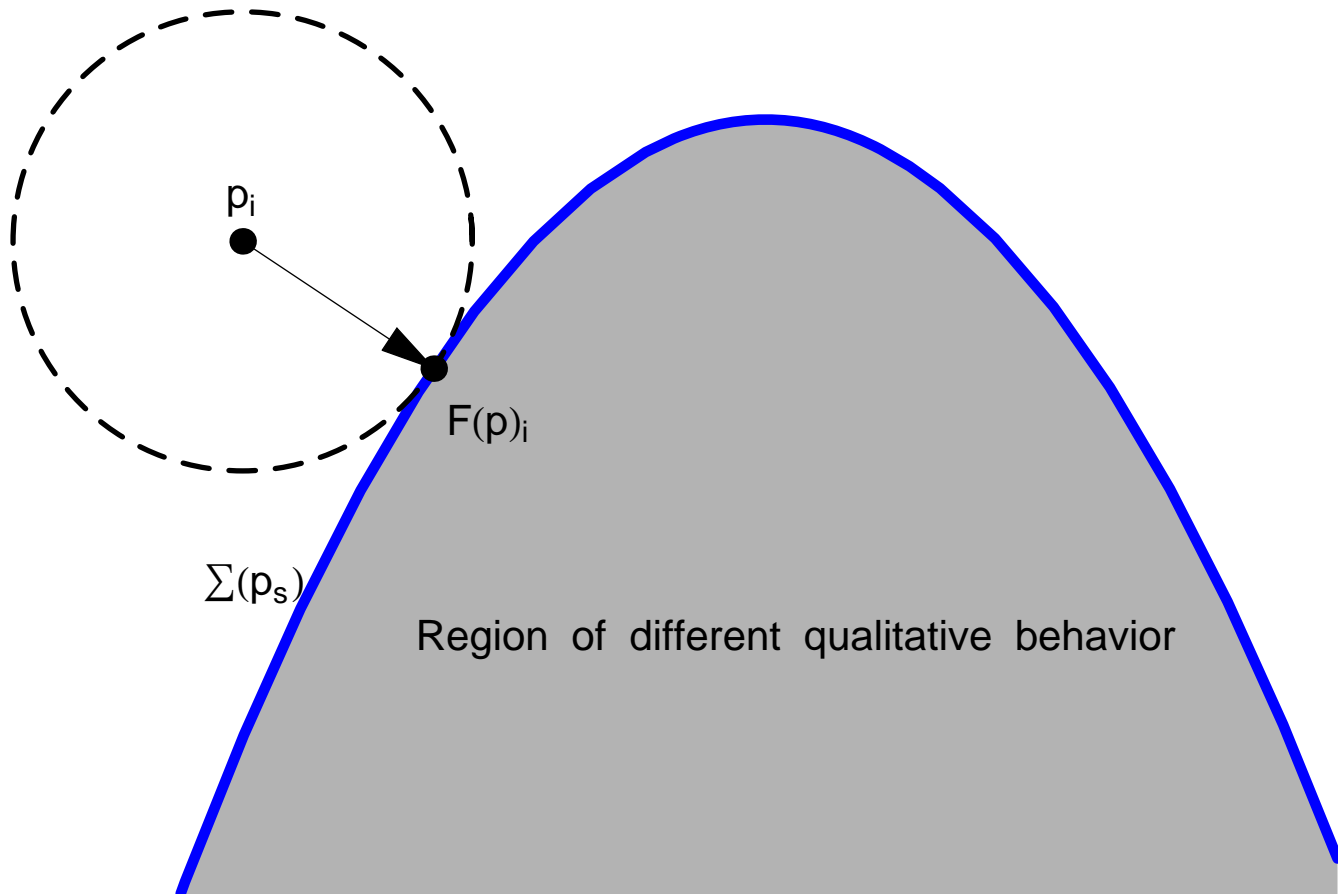 pᵢ
F(p)ᵢ
∑(pₛ)
Region of different qualitative behavior